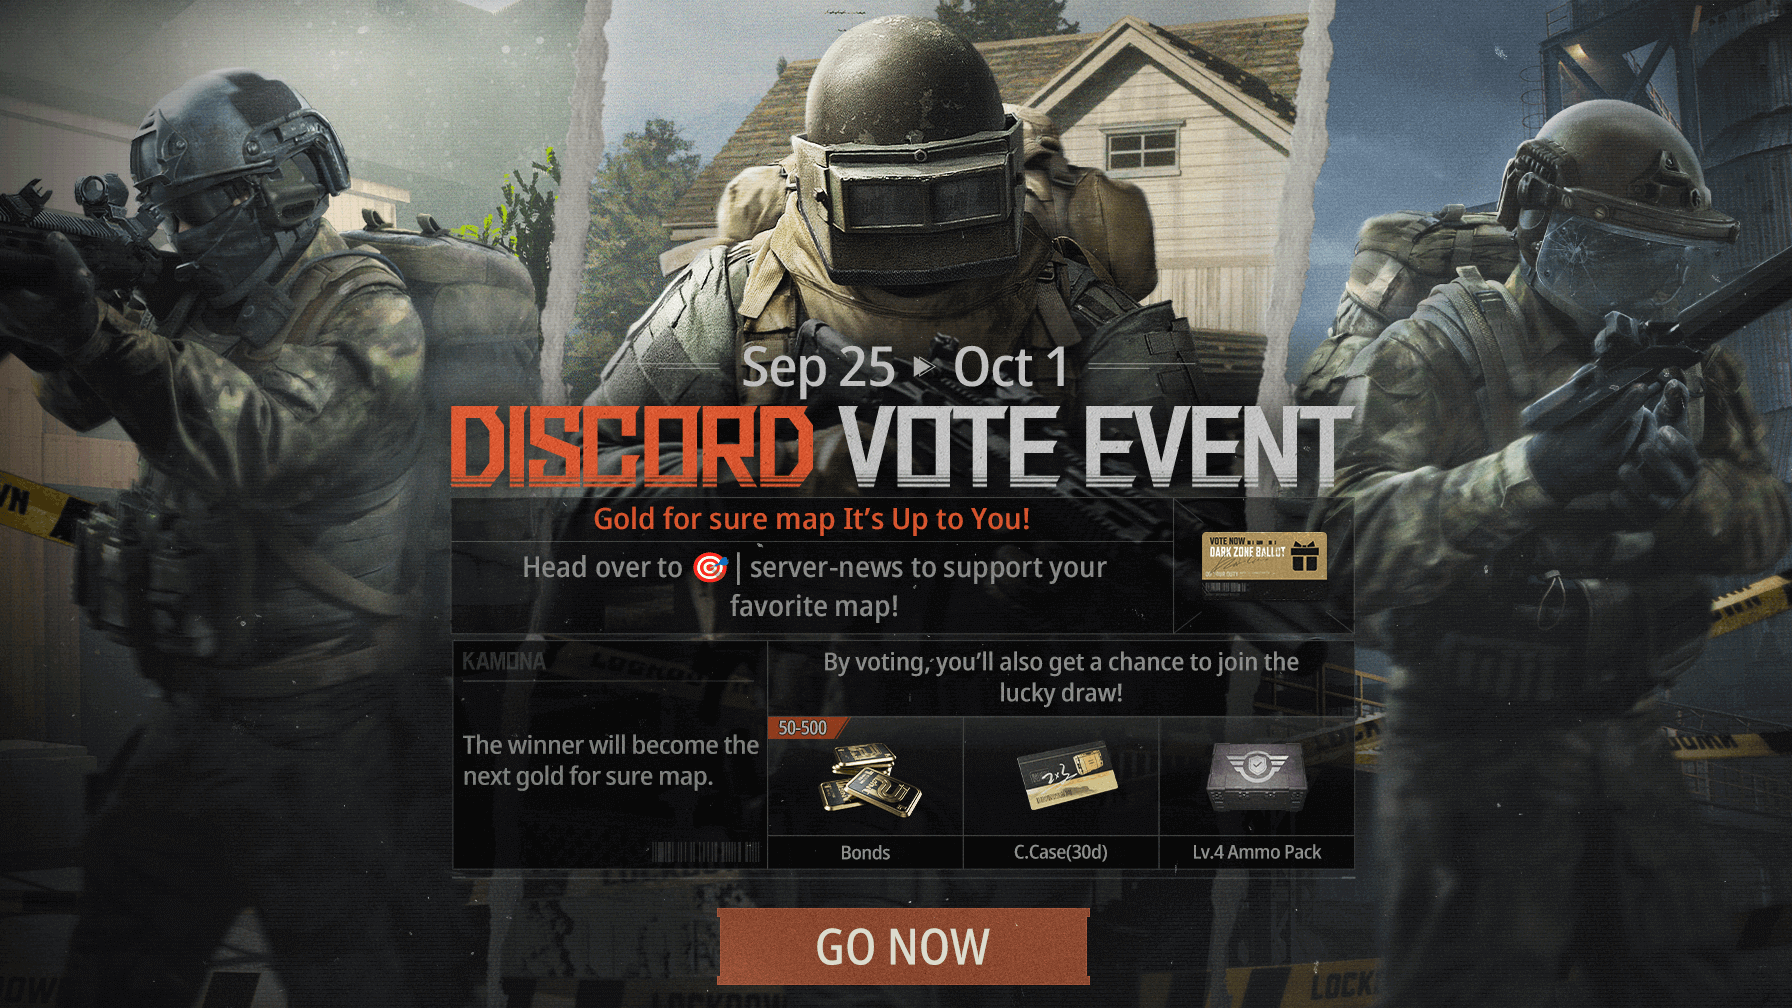 Sep 25 ▶ Oct 1
DISCORD VOTE EVENT
Gold for sure map It's Up to You!
Head over to 🎯 | server-news to support your
favorite map!
VOTE NOW
DARK ZONE BALLOT
KAMONA
The winner will become the
next gold for sure map.
By voting, you'll also get a chance to join the
lucky draw!
50-500
Bonds
C.Case(30d)
Lv.4 Ammo Pack
GO NOW
LOCKDOWN